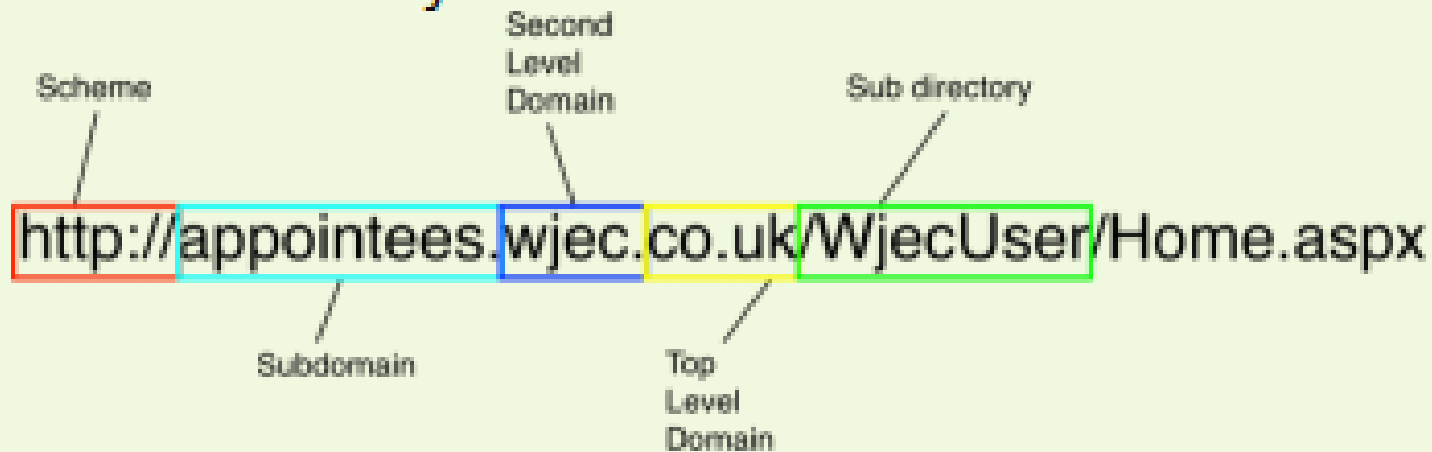 Second
Level
Domain
Scheme
Sub directory
http://appointees.wjec.co.uk/WjecUser/Home.aspx
Subdomain
Top
Level
Domain